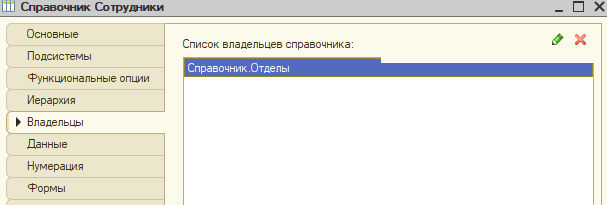 Справочник Сотрудники
Основные
Подсистемы
Функциональные опции
Иерархия
Владельцы
Данные
Нумерация
Формы
Список владельцев справочника:
Справочник.Отделы